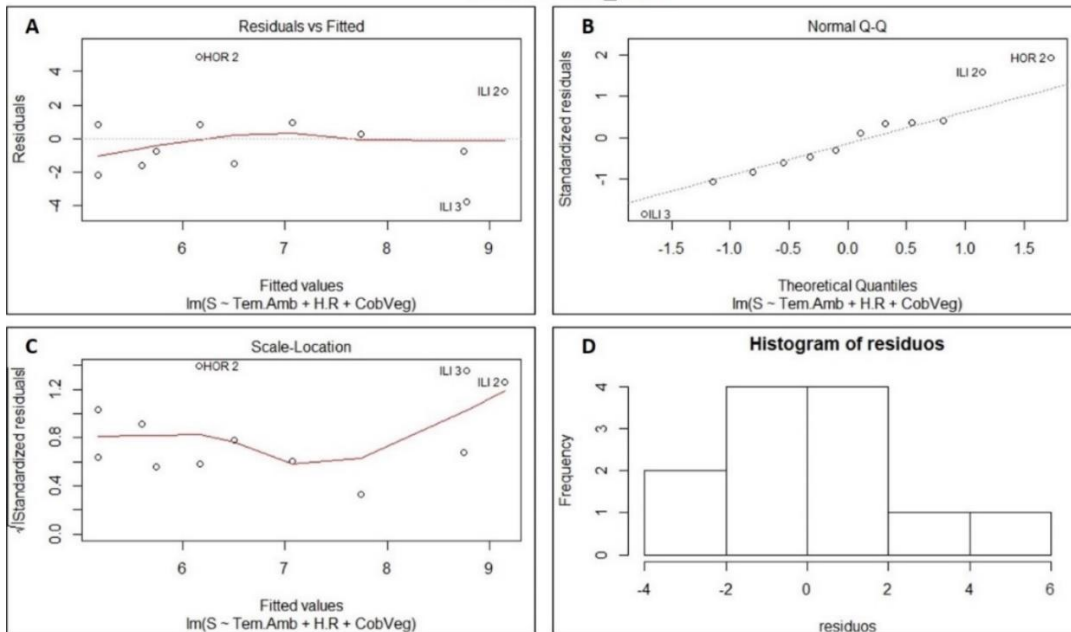 A
Residuals vs Fitted
HOR 2
ILI 2
ILI 3
Residuals
4
2
0
-2
-4
6 7 8 9
Fitted values
lm(S ~ Tem.Amb + H.R + CobVeg)
B
Normal Q-Q
HOR 2
ILI 2
ILI 3
Standardized residuals
2
1
0
-1
-1.5 -1.0 -0.5 0.0 0.5 1.0 1.5
Theoretical Quantiles
lm(S ~ Tem.Amb + H.R + CobVeg)
C
Scale-Location
HOR 2
ILI 3
ILI 2
√|Standardized residuals|
1.2
0.8
0.4
0.0
6 7 8 9
Fitted values
lm(S ~ Tem.Amb + H.R + CobVeg)
D
Histogram of residuos
Frequency
4
3
2
1
0
-4 -2 0 2 4 6
residuos